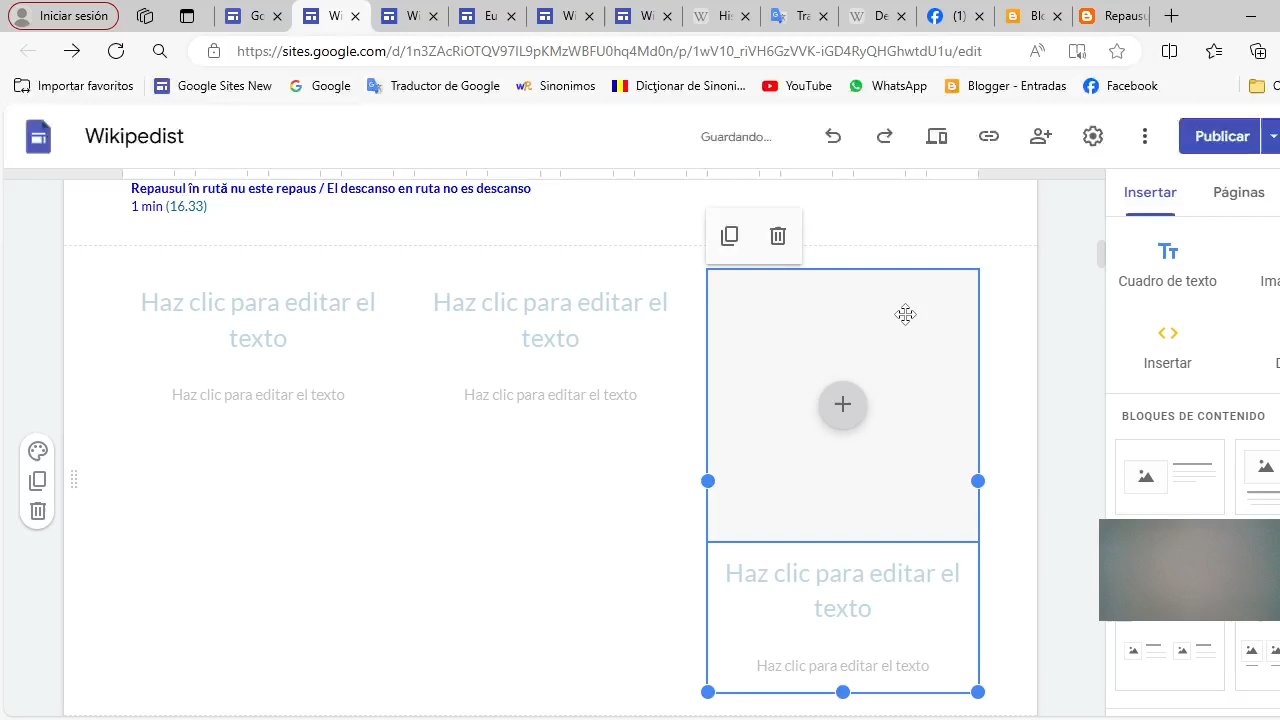 Iniciar sesión
Go
Wi
Wi
Eu
Wi
Wi
His
Tra
De
(1)
Blo
Repausu
https://sites.google.com/d/1n3ZAcRiOTQV97IL9pKMzWBFU0hq4Md0n/p/1wV10_riVH6GzVVK-iGD4RyQHGhwtdU1u/edit
Importar favoritos
Google Sites New
Google
Traductor de Google
Sinonimos
Dicționar de Sinoni...
YouTube
WhatsApp
Blogger - Entradas
Facebook
Wikipedist
Guardando...
Publicar
Repausul în rută nu este repaus / El descanso en ruta no es descanso
1 min (16.33)
Insertar
Páginas
Haz clic para editar el
texto
Haz clic para editar el texto
Haz clic para editar el
texto
Haz clic para editar el texto
Haz clic para editar el
texto
Haz clic para editar el texto
Tт
Cuadro de texto
Ima
Insertar
BLOQUES DE CONTENIDO